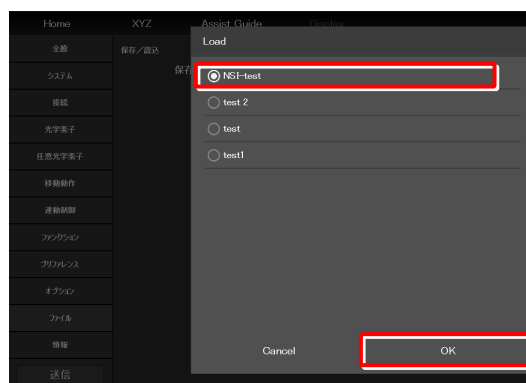 Home XYZ Assist Guide Display
全般
保存/読込
Load
システム
保存
NSI-test
接続
test 2
光学素子
test
任意光学素子
test1
移動動作
連動制御
ファンクション
プリファレンス
オプション
ファイル
情報
Cancel OK
送信